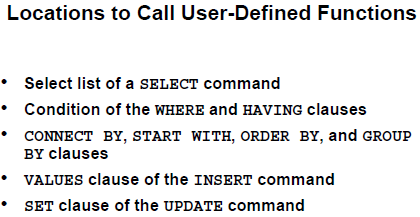 Locations to Call User-Defined Functions
• Select list of a SELECT command
• Condition of the WHERE and HAVING clauses
• CONNECT BY, START WITH, ORDER BY, and GROUP
BY clauses
• VALUES clause of the INSERT command
• SET clause of the UPDATE command